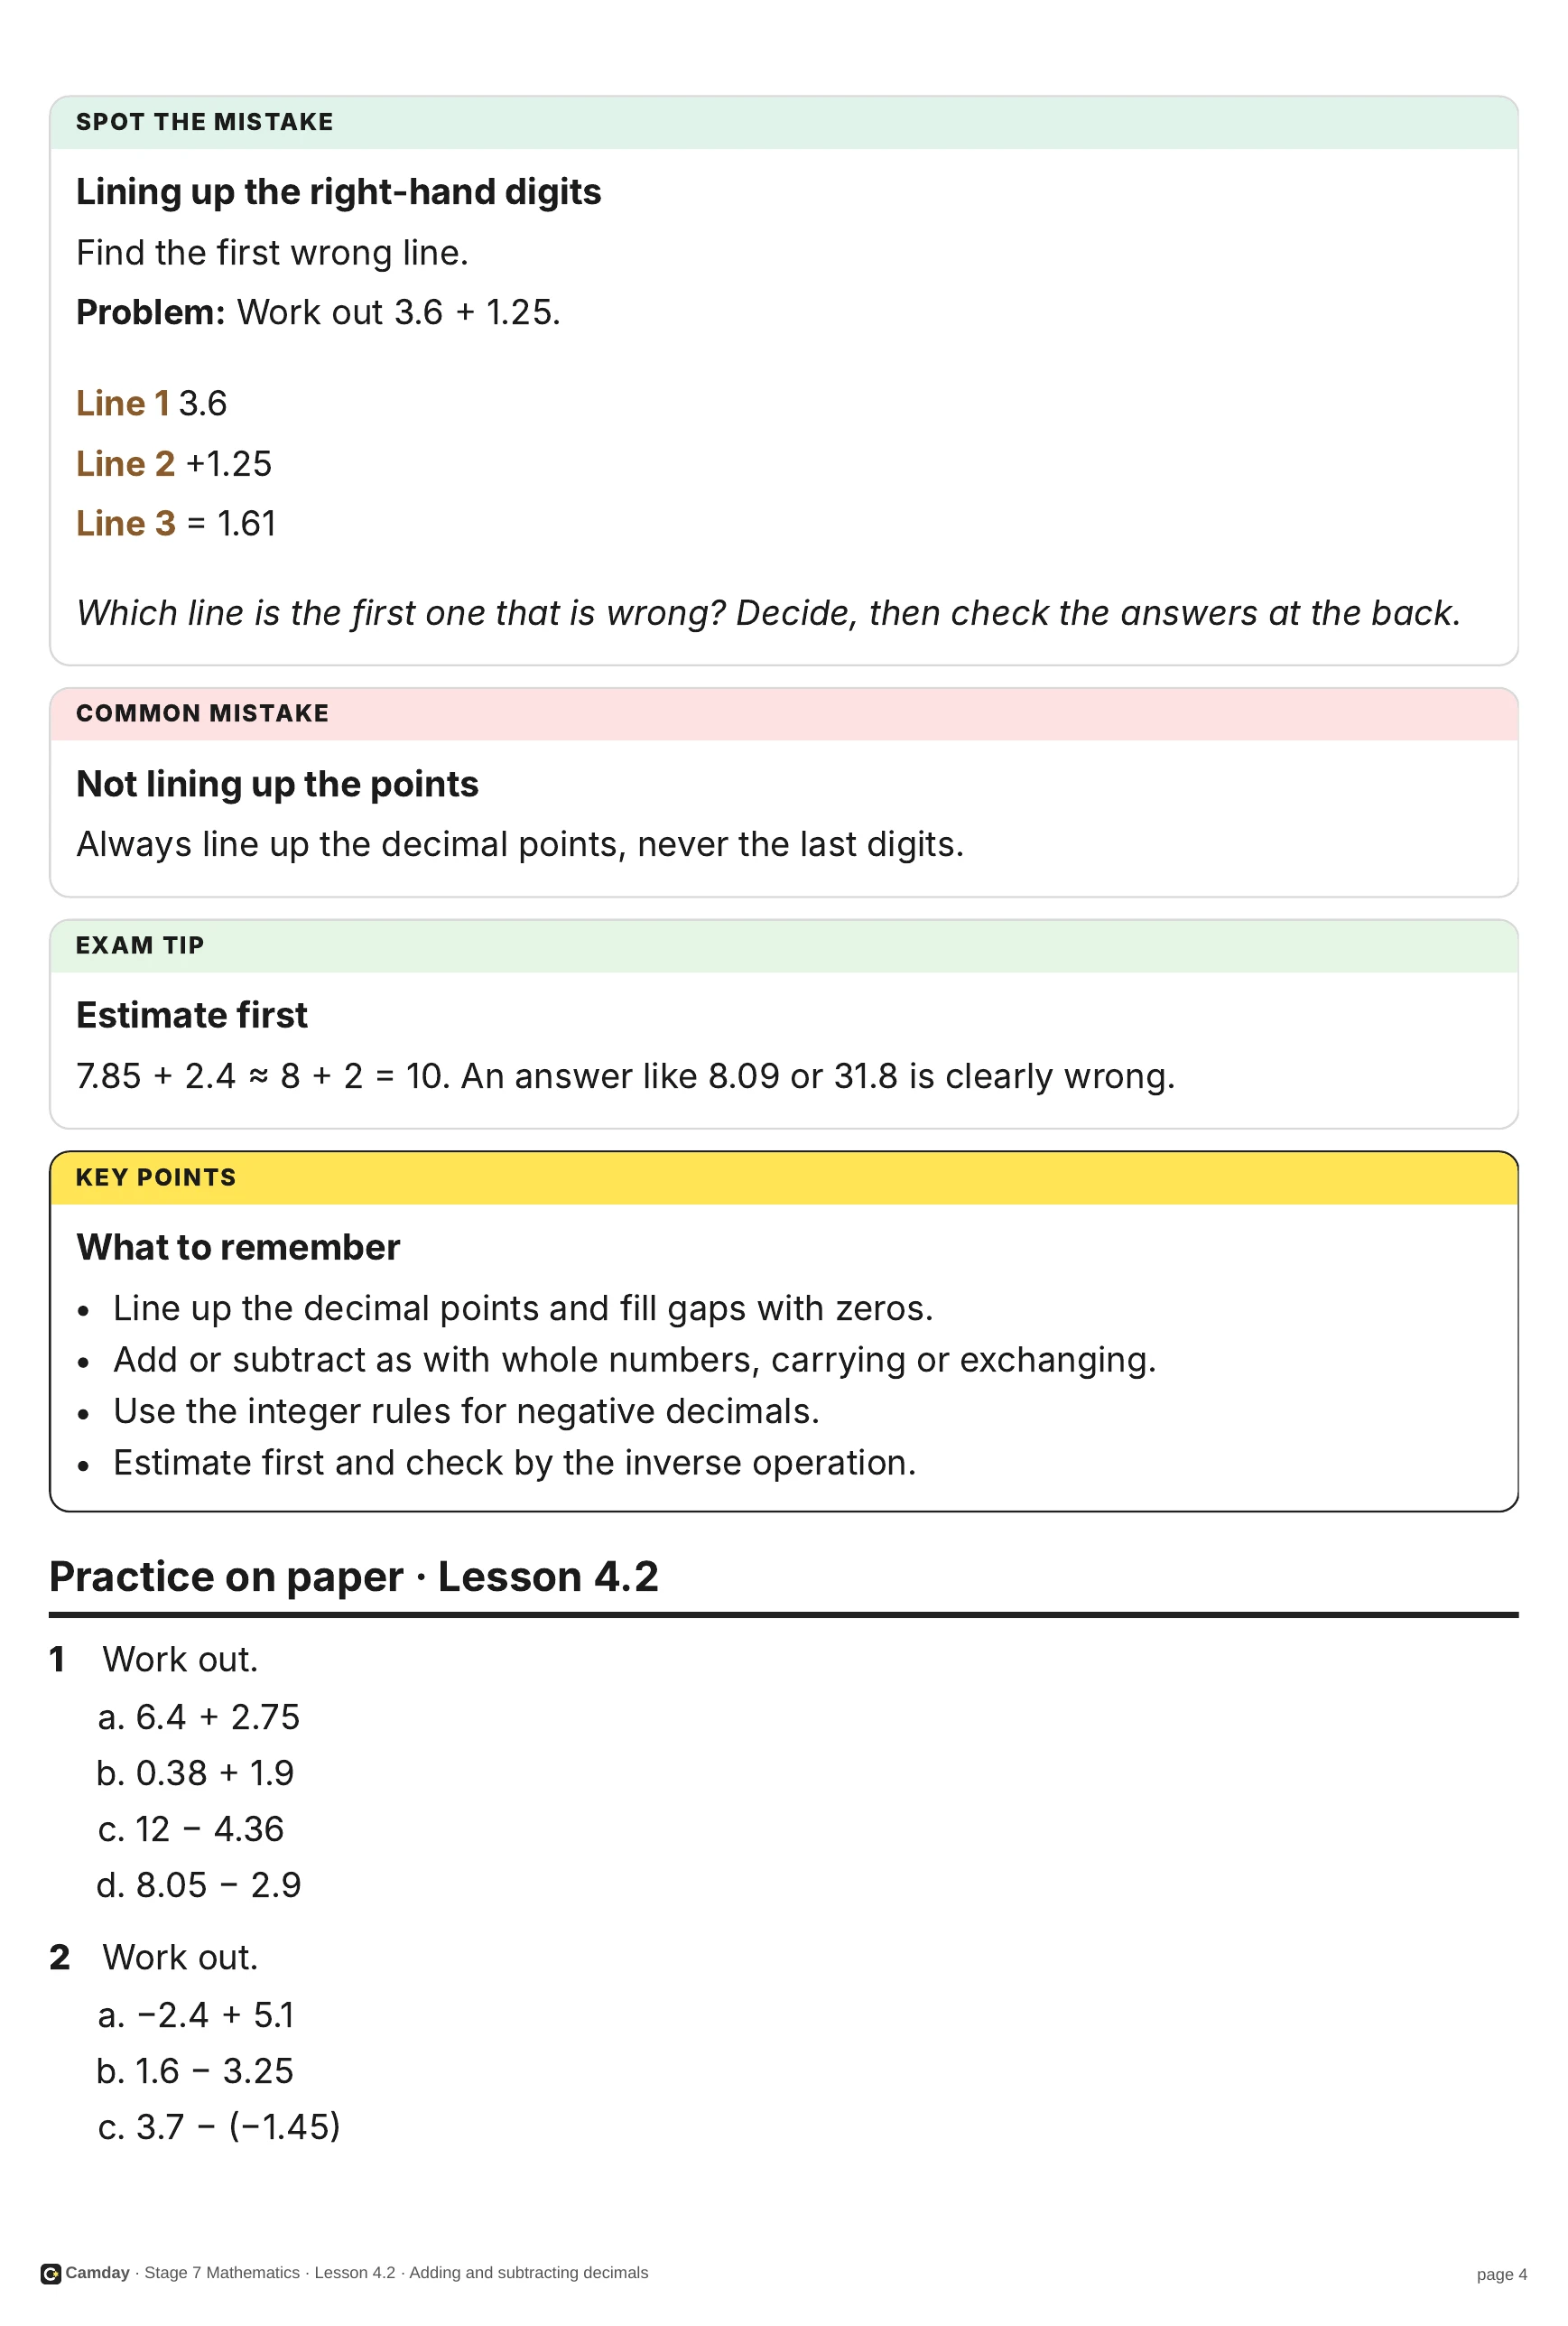 SPOT THE MISTAKE
Lining up the right-hand digits
Find the first wrong line.
Problem: Work out 3.6 + 1.25.
Line 1 3.6
Line 2 +1.25
Line 3 = 1.61
Which line is the first one that is wrong? Decide, then check the answers at the back.
COMMON MISTAKE
Not lining up the points
Always line up the decimal points, never the last digits.
EXAM TIP
Estimate first
7.85 + 2.4 ≈ 8 + 2 = 10. An answer like 8.09 or 31.8 is clearly wrong.
KEY POINTS
What to remember
• Line up the decimal points and fill gaps with zeros.
• Add or subtract as with whole numbers, carrying or exchanging.
• Use the integer rules for negative decimals.
• Estimate first and check by the inverse operation.
Practice on paper · Lesson 4.2
1 Work out.
a. 6.4 + 2.75
b. 0.38 + 1.9
c. 12 − 4.36
d. 8.05 − 2.9
2 Work out.
a. −2.4 + 5.1
b. 1.6 − 3.25
c. 3.7 − (−1.45)
Camday · Stage 7 Mathematics · Lesson 4.2 · Adding and subtracting decimals
page 4